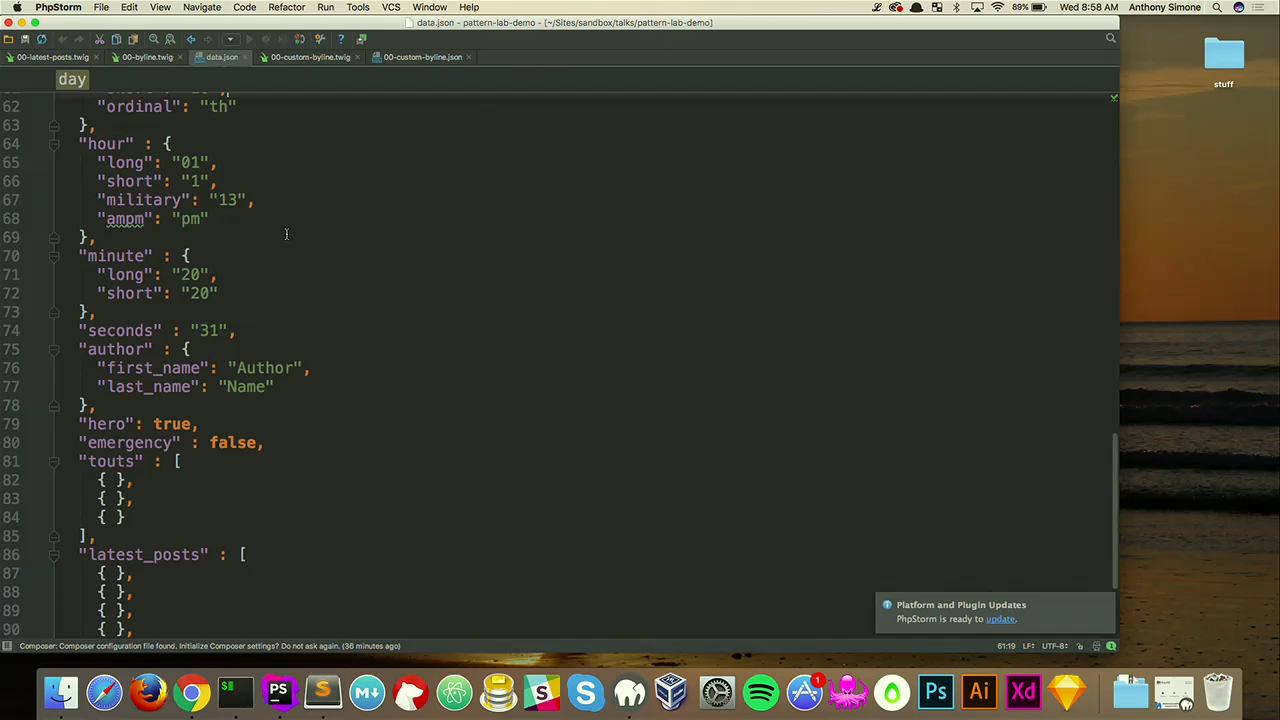 PhpStorm File Edit View Navigate Code Refactor Run Tools VCS Window Help 89% Wed 8:58 AM Anthony Simone
data.json - pattern-lab-demo - [~/Sites/sandbox/talks/pattern-lab-demo]
00-latest-posts.twig 00-byline.twig data.json 00-custom-byline.twig 00-custom-byline.json
day
stuff
62 "ordinal": "th"
63 },
64 "hour" : {
65 "long": "01",
66 "short": "1",
67 "military": "13",
68 "ampm": "pm"
69 },
70 "minute" : {
71 "long": "20",
72 "short": "20"
73 },
74 "seconds" : "31",
75 "author" : {
76 "first_name": "Author",
77 "last_name": "Name"
78 },
79 "hero": true,
80 "emergency" : false,
81 "touts" : [
82 { },
83 { },
84 { }
85 ],
86 "latest_posts" : [
87 { },
88 { },
89 { },
90 { },
Platform and Plugin Updates
PhpStorm is ready to update.
Composer: Composer configuration file found. Initialize Composer settings? Do not ask again. (36 minutes ago) 61:19 LF÷ UTF-8÷
$ PS S M↓ S S 1 Ps Ai Xd